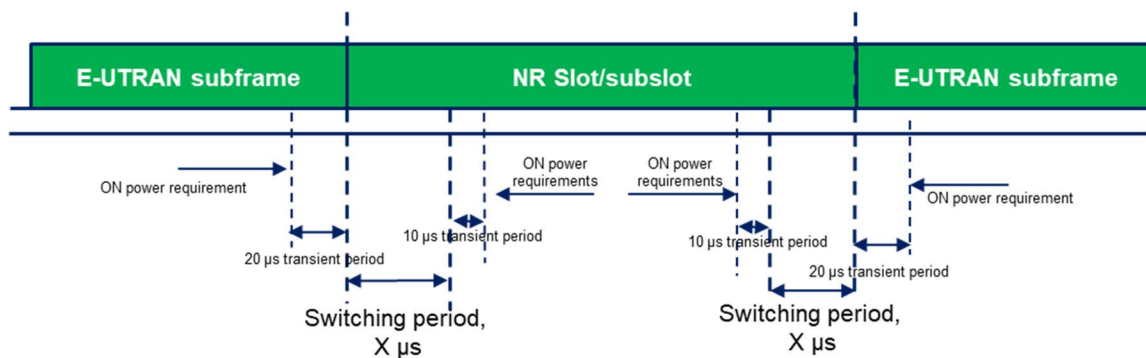 E-UTRAN subframe
NR Slot/subslot
E-UTRAN subframe
ON power requirement
ON power
requirements
ON power
requirements
ON power requirement
10 µs transient period
20 µs transient period
10 µs transient period
20 µs transient period
Switching period,
X µs
Switching period,
X µs